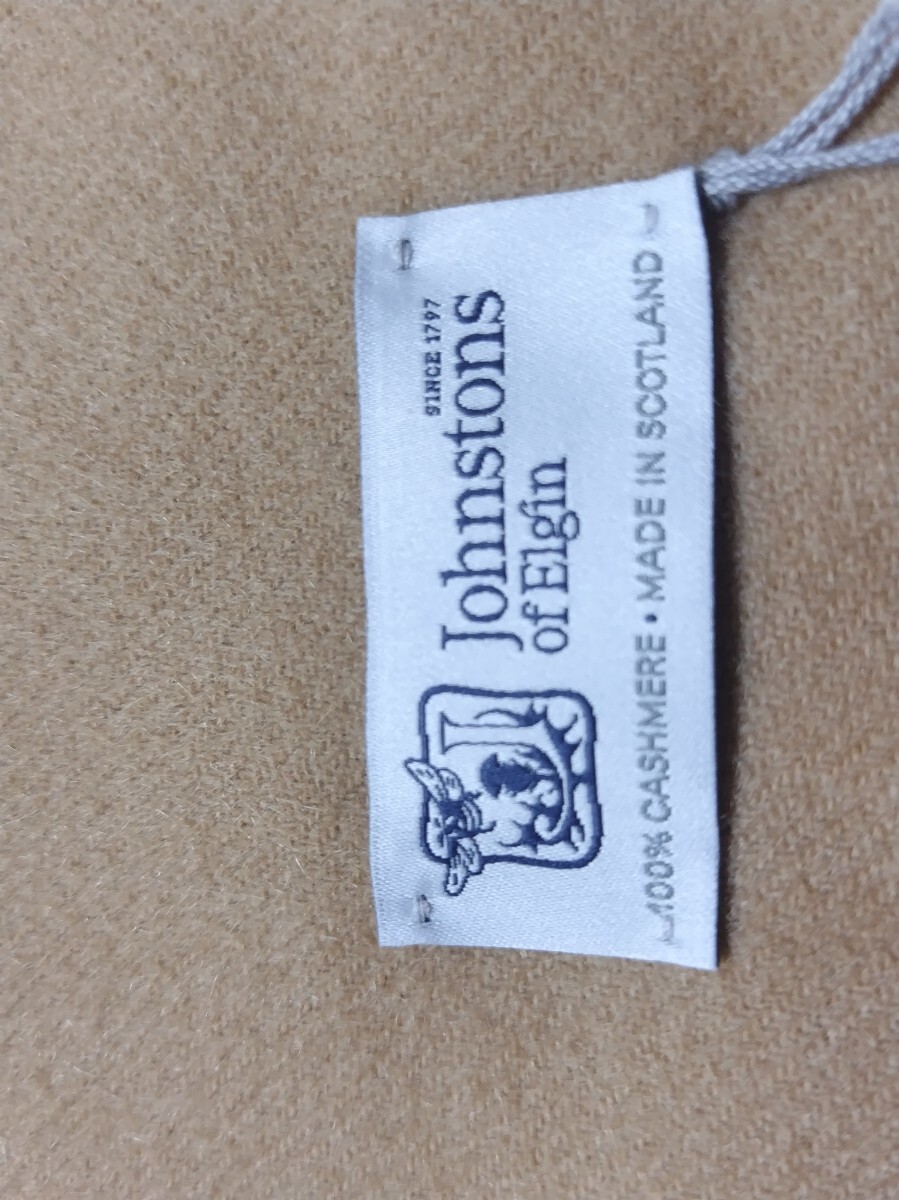 SINCE 1797
Johnstons
of Elgin
100% CASHMERE • MADE IN SCOTLAND